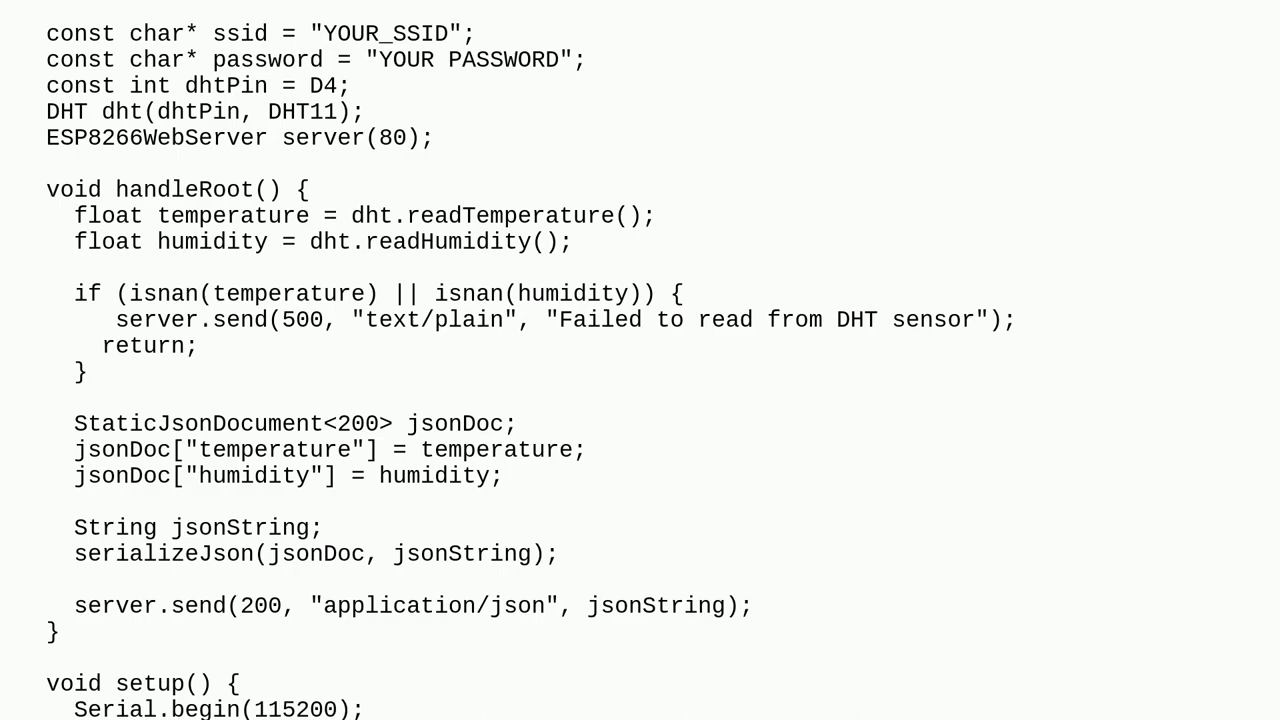 const char* ssid = "YOUR_SSID";
const char* password = "YOUR PASSWORD";
const int dhtPin = D4;
DHT dht(dhtPin, DHT11);
ESP8266WebServer server(80);

void handleRoot() {
  float temperature = dht.readTemperature();
  float humidity = dht.readHumidity();

  if (isnan(temperature) || isnan(humidity)) {
     server.send(500, "text/plain", "Failed to read from DHT sensor");
    return;
  }

  StaticJsonDocument<200> jsonDoc;
  jsonDoc["temperature"] = temperature;
  jsonDoc["humidity"] = humidity;

  String jsonString;
  serializeJson(jsonDoc, jsonString);

  server.send(200, "application/json", jsonString);
}

void setup() {
  Serial.begin(115200);